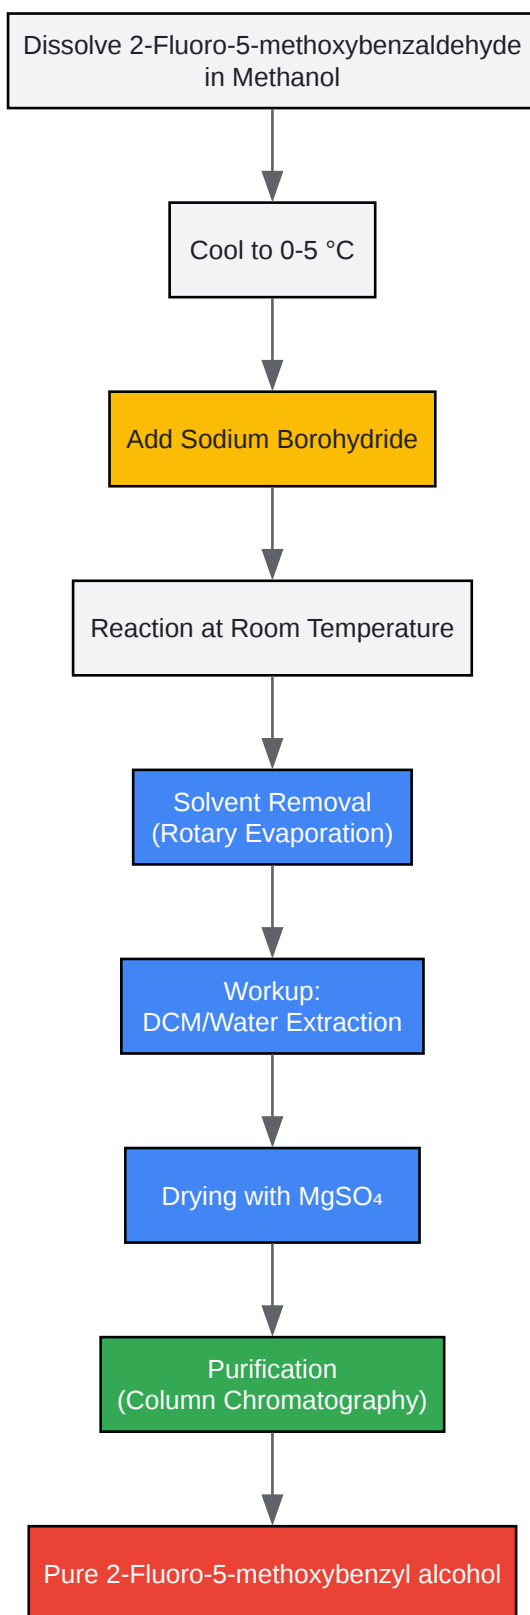 Dissolve 2-Fluoro-5-methoxybenzaldehyde
in Methanol
Cool to 0-5 °C
Add Sodium Borohydride
Reaction at Room Temperature
Solvent Removal
(Rotary Evaporation)
Workup:
DCM/Water Extraction
Drying with MgSO₄
Purification
(Column Chromatography)
Pure 2-Fluoro-5-methoxybenzyl alcohol